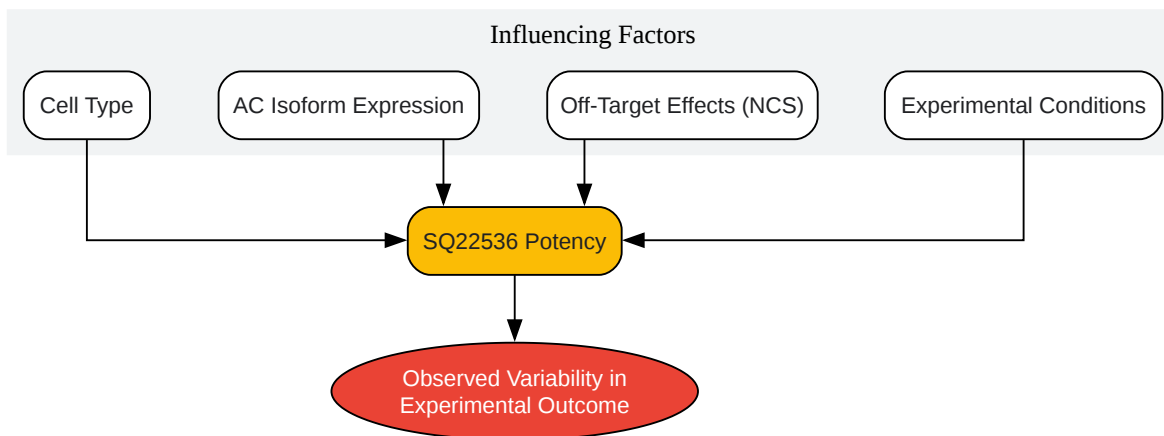 Influencing Factors
Cell Type
AC Isoform Expression
Off-Target Effects (NCS)
Experimental Conditions
SQ22536 Potency
Observed Variability in
Experimental Outcome